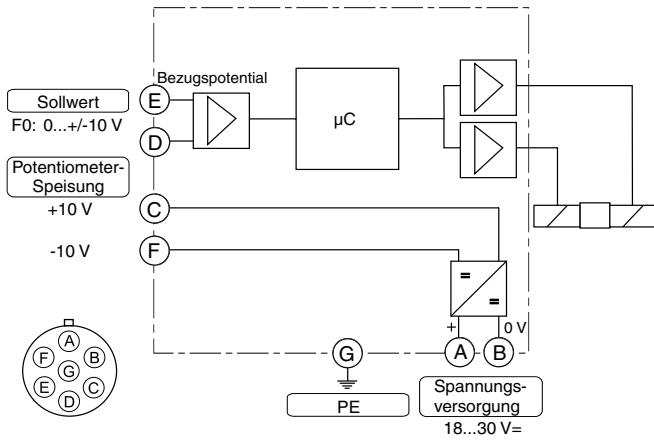 Bezugspotential
Sollwert
E
F0: 0...+/-10 V
D
µC
Potentiometer-
Speisung
+10 V
C
-10 V
F
=
=
+
0 V
A
B
G
PE
Spannungs-
versorgung
18...30 V=
A
F
B
G
E
C
D